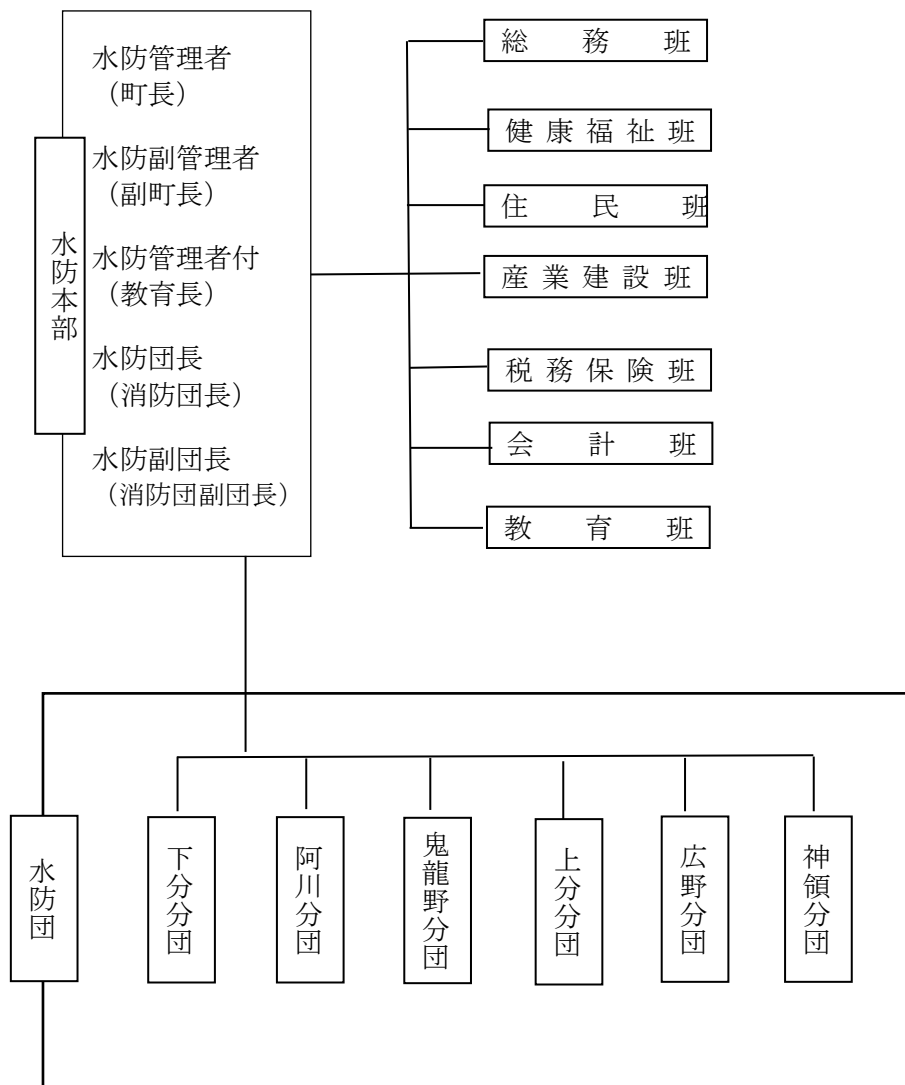 水防本部
水防管理者
（町長）
水防副管理者
（副町長）
水防管理者付
（教育長）
水防団長
（消防団長）
水防副団長
（消防団副団長）
総務班
健康福祉班
住民班
産業建設班
税務保険班
会計班
教育班
水防団
下分分団
阿川分団
鬼龍野分団
上分分団
広野分団
神領分団